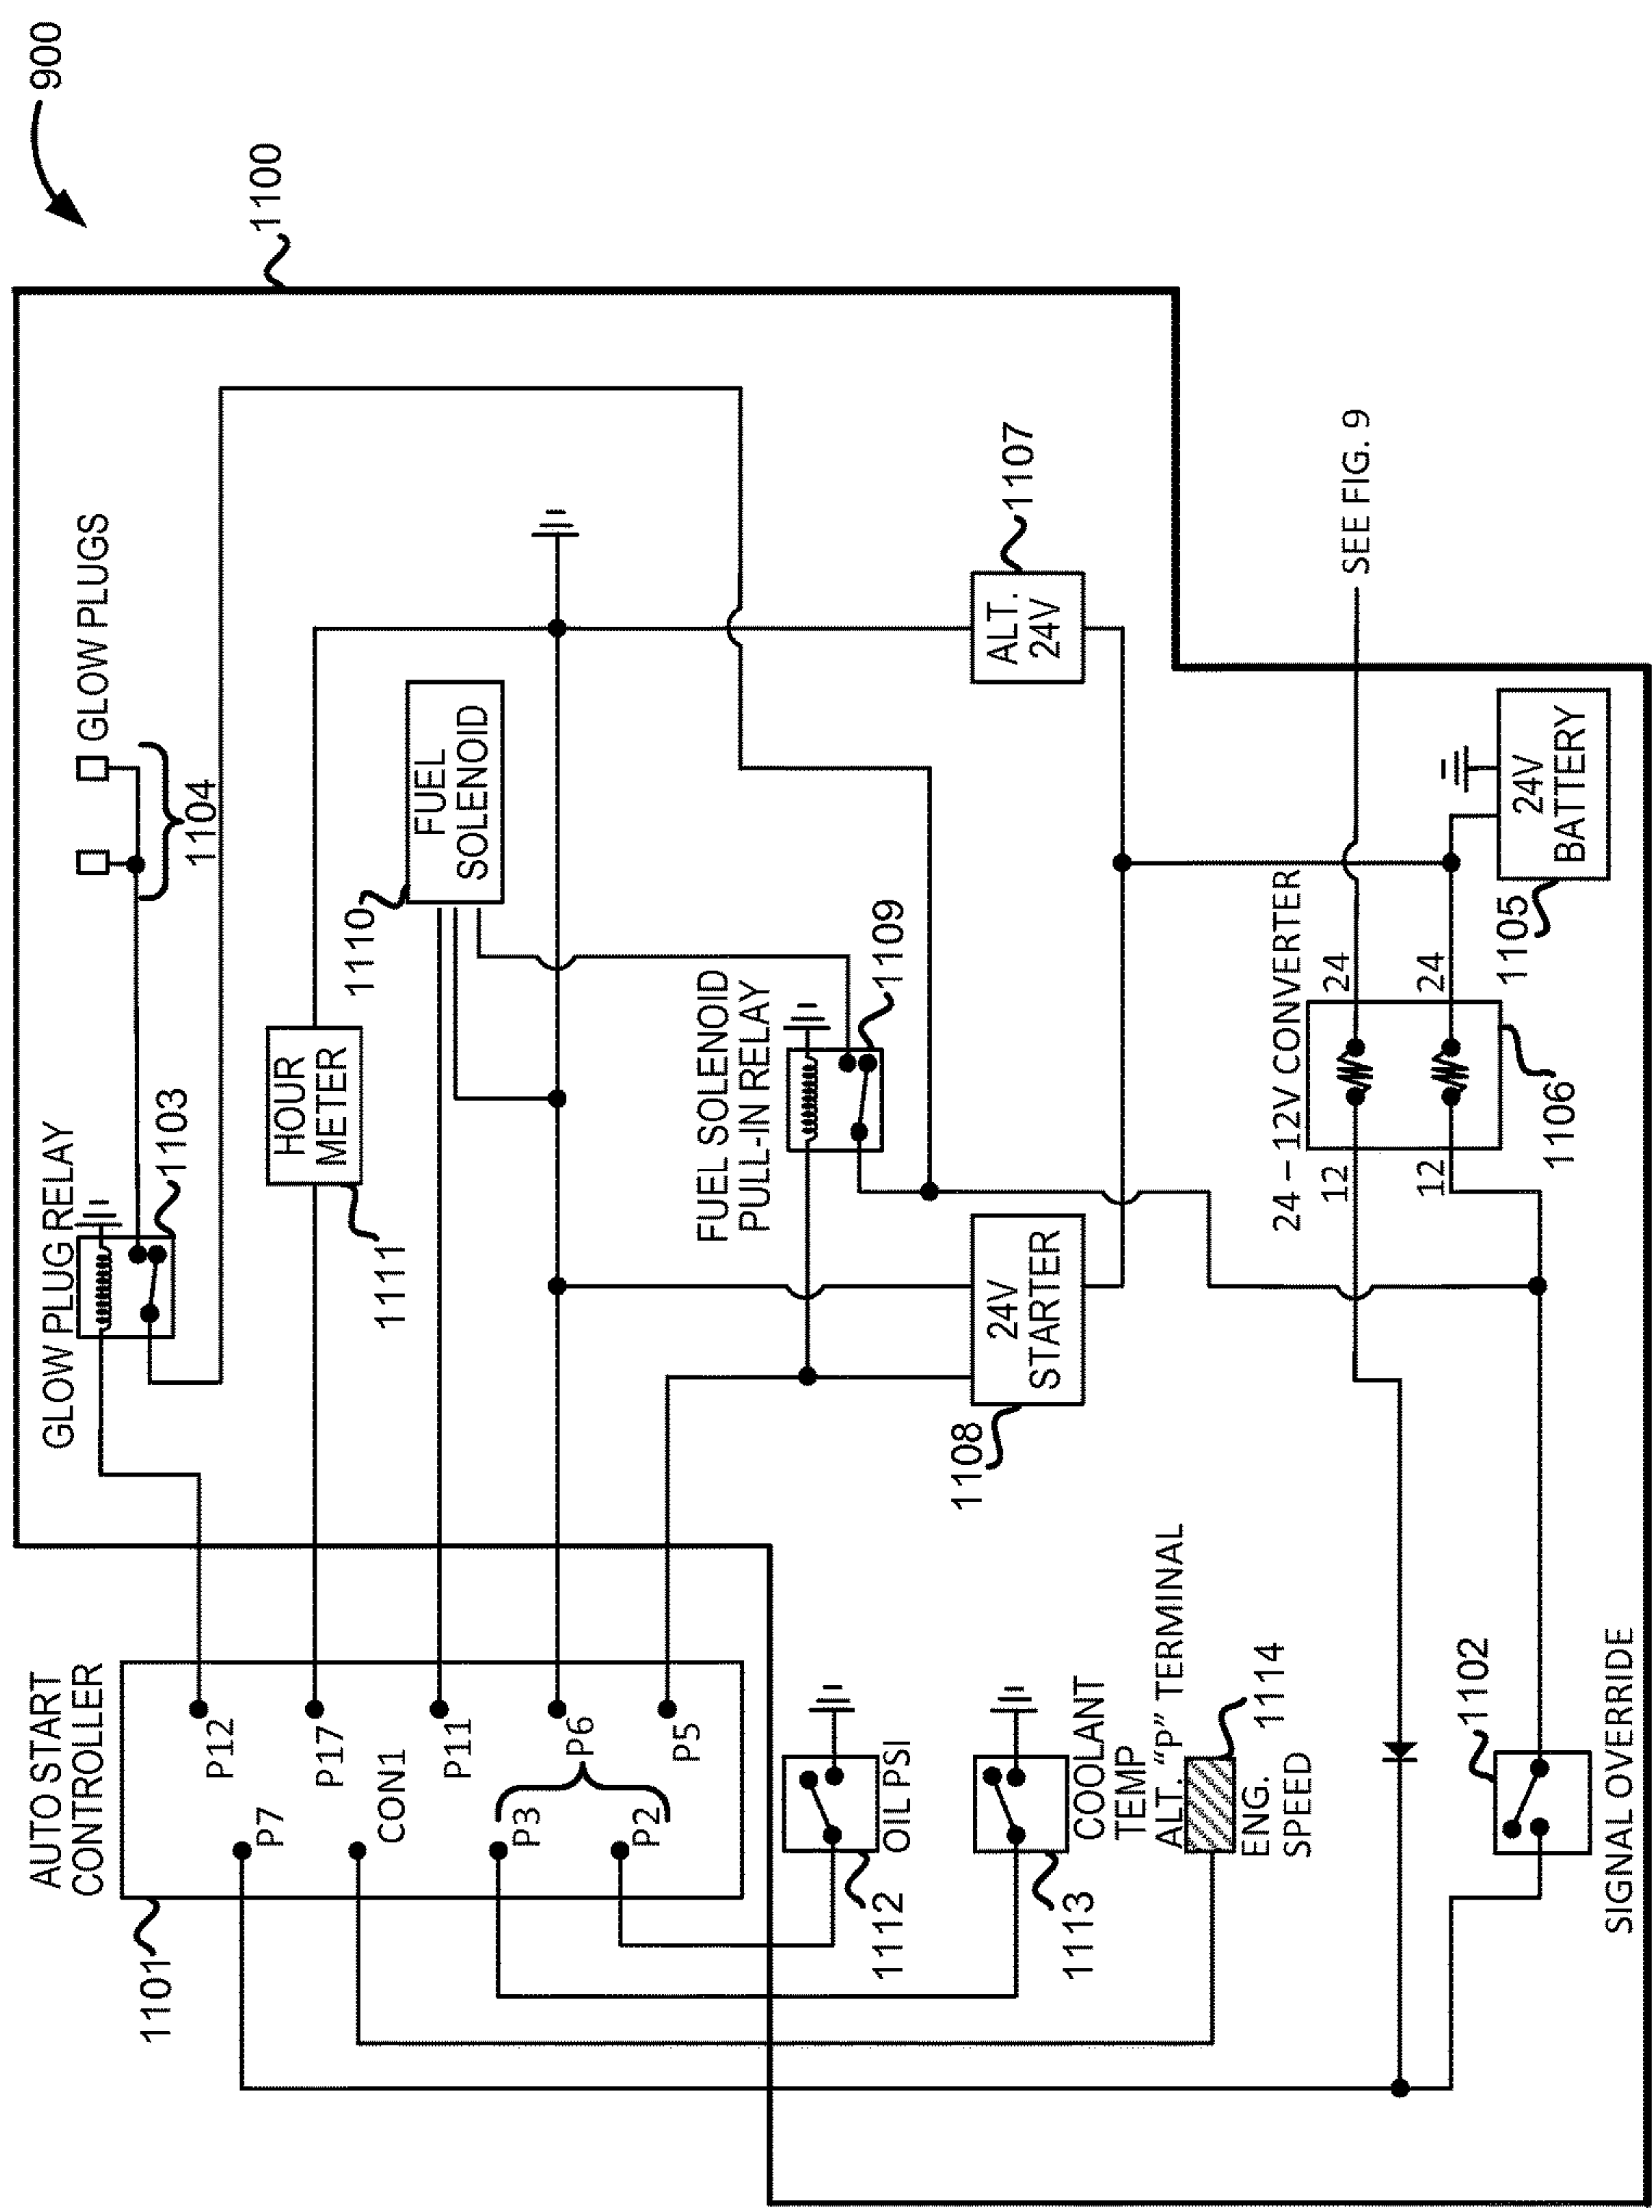 900
1100
AUTO START
CONTROLLER
1101
P7
P12
CON1
P17
P11
P3
P6
P2
P5
GLOW PLUG RELAY
1103
GLOW PLUGS
1104
HOUR
METER
1111
FUEL
SOLENOID
1110
FUEL SOLENOID
PULL-IN RELAY
1109
24V
STARTER
1108
ALT.
24V
1107
OIL PSI
1112
COOLANT
TEMP
1113
ALT. “P” TERMINAL
ENG.
SPEED
1114
24 – 12V CONVERTER
12
24
12
24
1106
SEE FIG. 9
24V
BATTERY
1105
1102
SIGNAL OVERRIDE